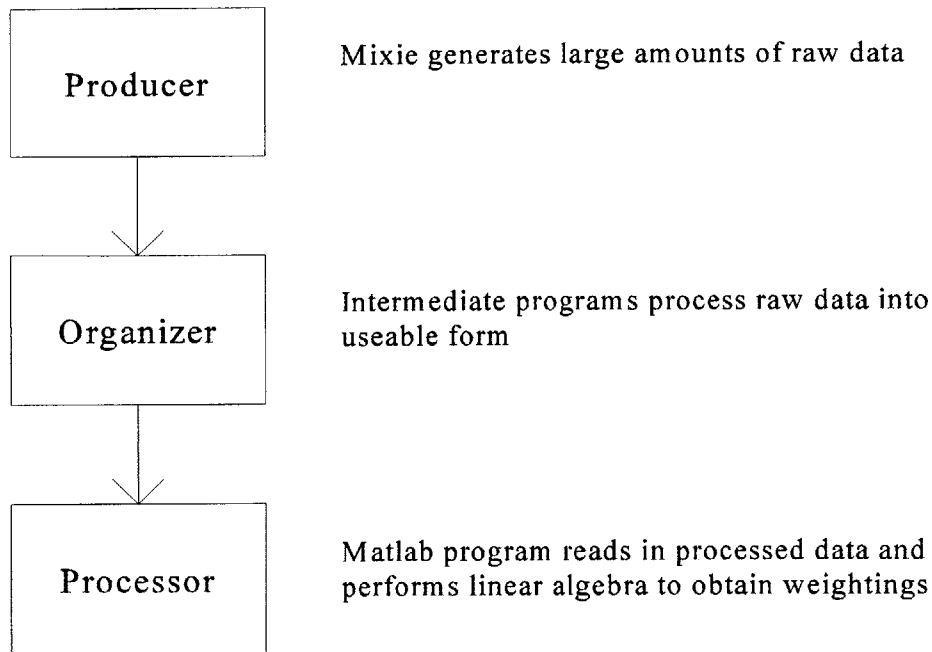 Producer
Mixie generates large amounts of raw data
Organizer
Intermediate programs process raw data into
useable form
Processor
Matlab program reads in processed data and
performs linear algebra to obtain weightings